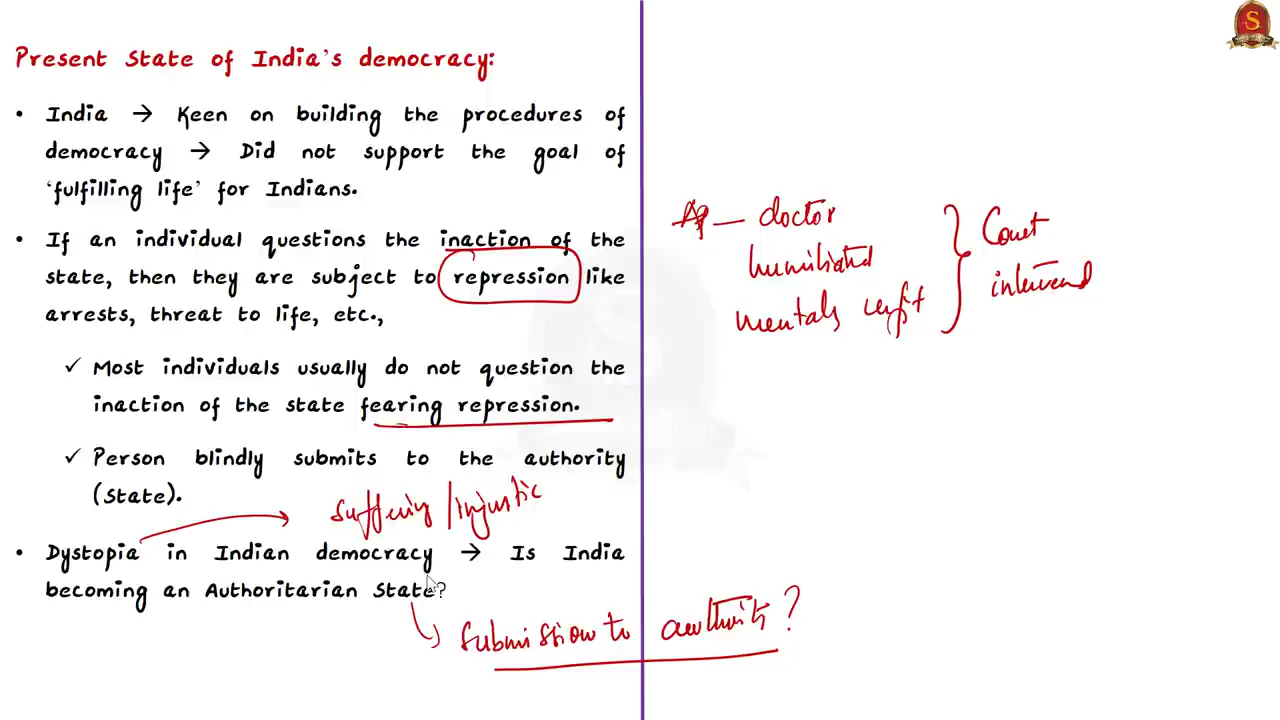 Present State of India's democracy:
• India → Keen on building the procedures of
democracy → Did not support the goal of
'fulfilling life' for Indians.
• If an individual questions the inaction of the
state, then they are subject to repression like
arrests, threat to life, etc.,
✓ Most individuals usually do not question the
inaction of the state fearing repression.
✓ Person blindly submits to the authority
(State).
suffering / injustic
• Dystopia in Indian democracy → Is India
becoming an Authoritarian State?
submission to authority?
AP — doctor
humiliated
mentally
Court
intervened
S